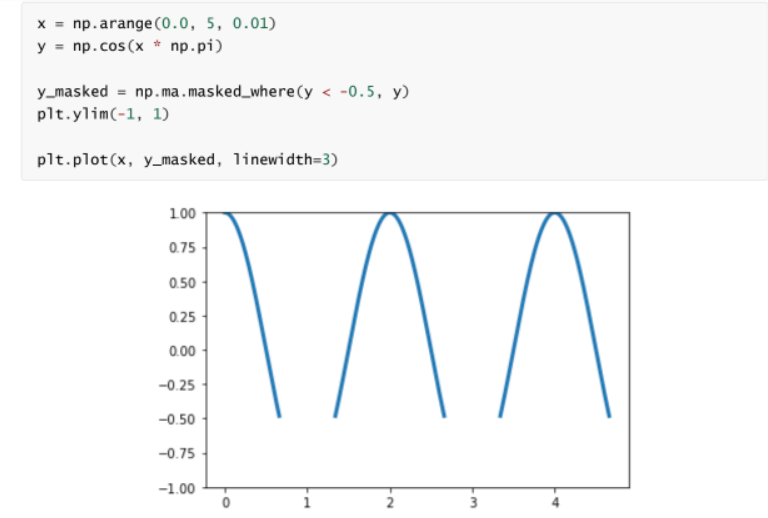 x = np.arange(0.0, 5, 0.01)
y = np.cos(x * np.pi)
y_masked = np.ma.masked_where(y < -0.5, y)
plt.ylim(-1, 1)
plt.plot(x, y_masked, linewidth=3)
1.00
0.75
0.50
0.25
0.00
−0.25
−0.50
−0.75
−1.00
0 1 2 3 4